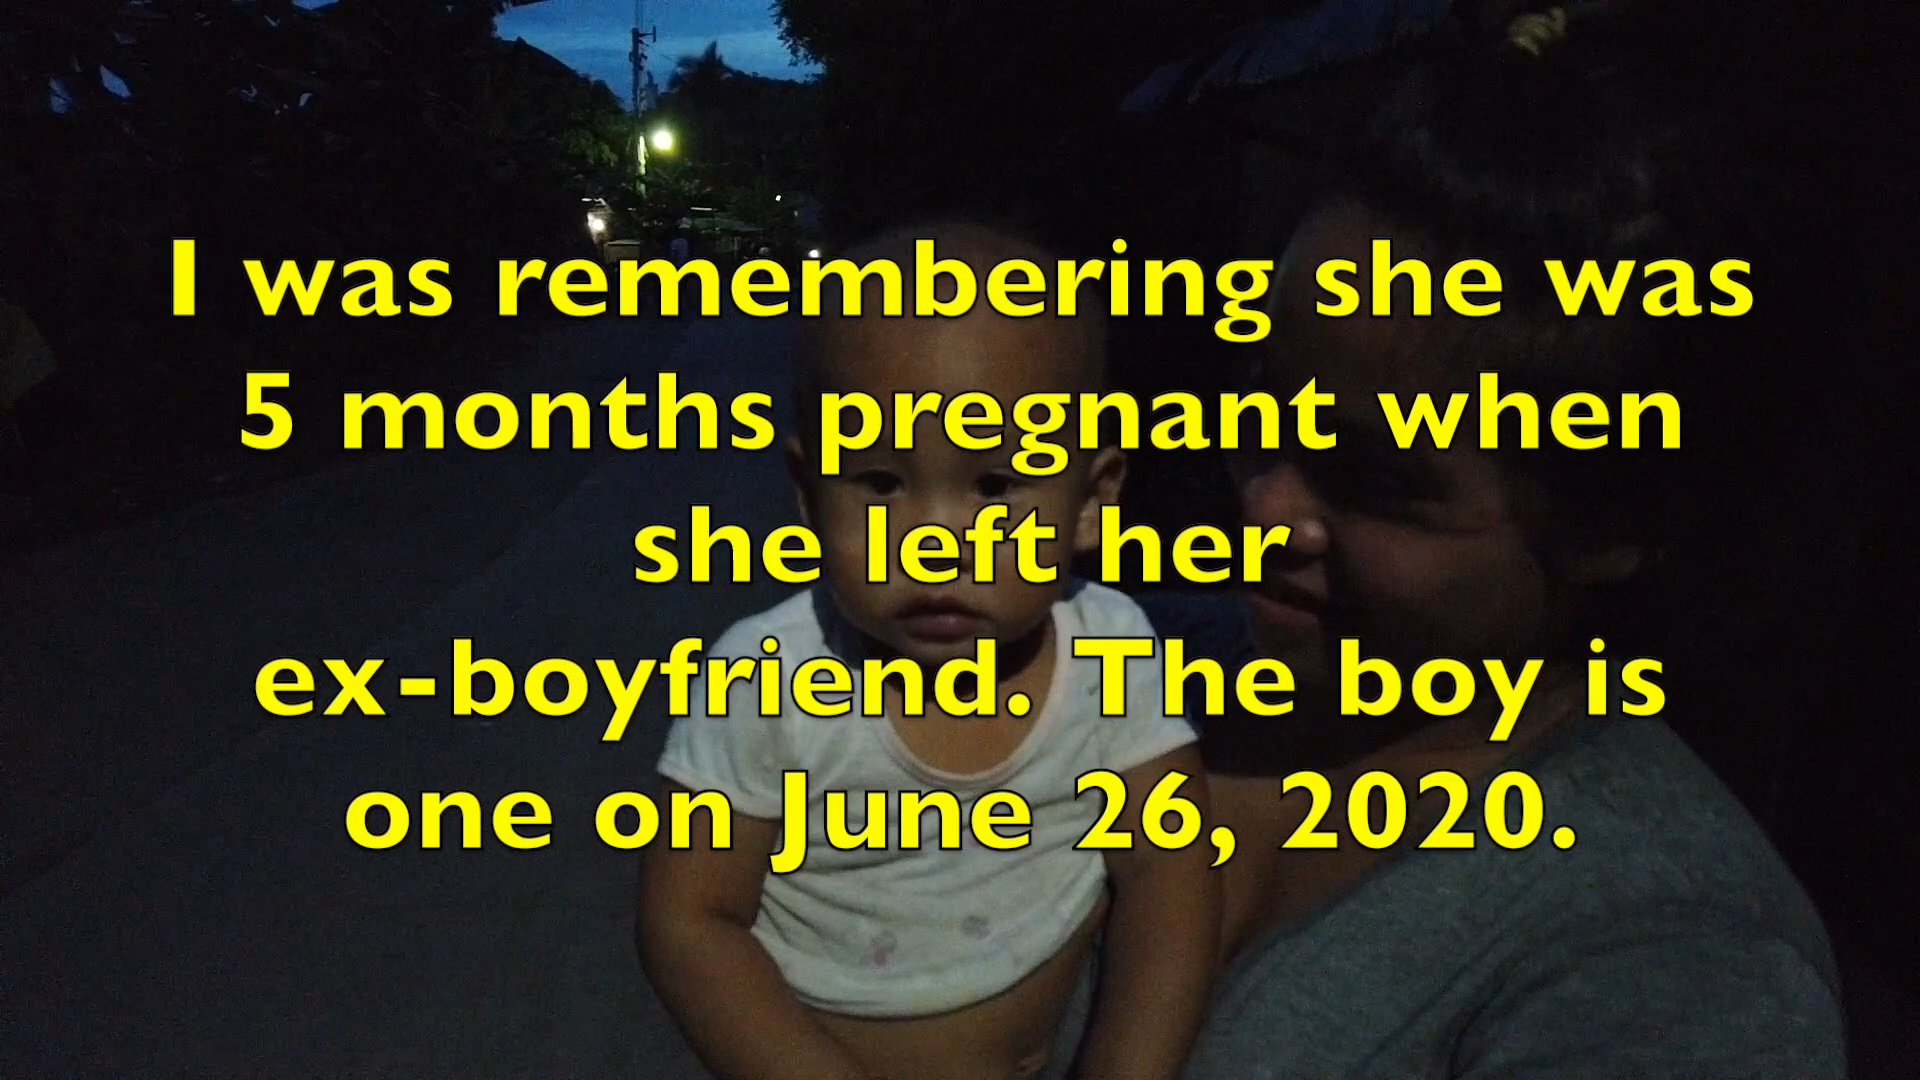 I was remembering she was
5 months pregnant when
she left her
ex-boyfriend. The boy is
one on June 26, 2020.